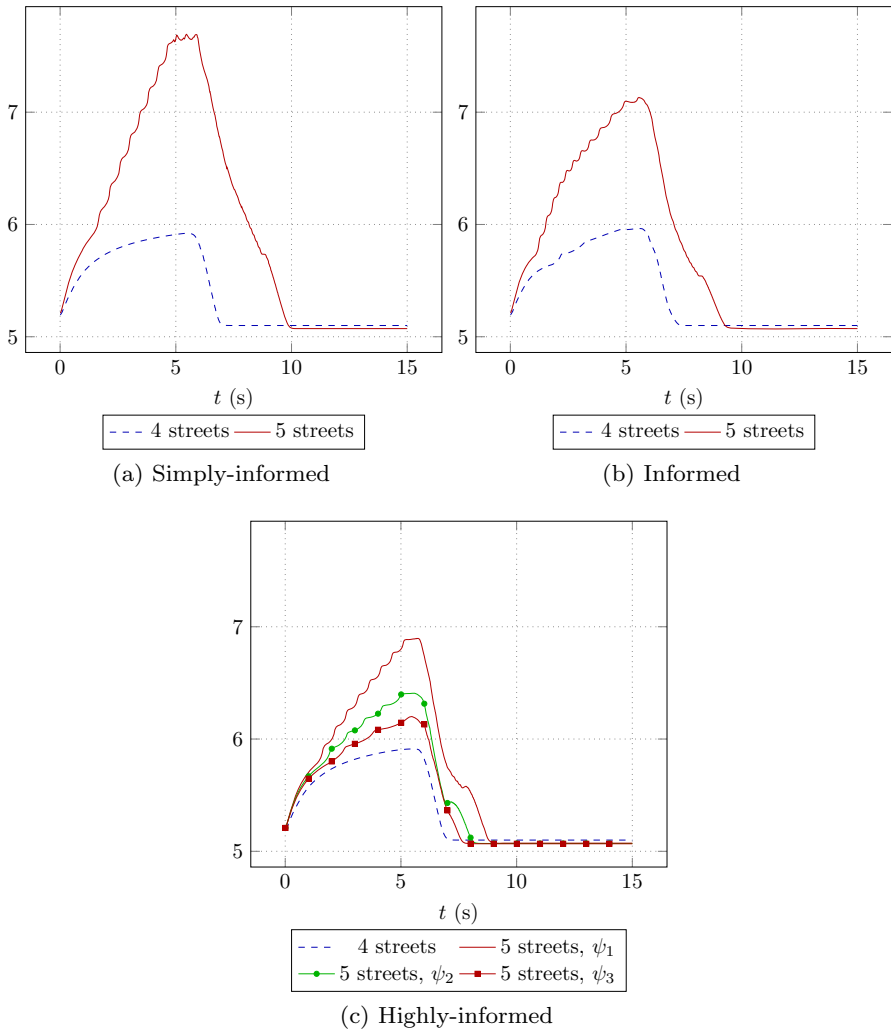 7
6
5
0 5 10 15
t (s)
4 streets 5 streets
(a) Simply-informed
7
6
5
0 5 10 15
t (s)
4 streets 5 streets
(b) Informed
7
6
5
0 5 10 15
t (s)
4 streets 5 streets, ψ₁
5 streets, ψ₂ 5 streets, ψ₃
(c) Highly-informed